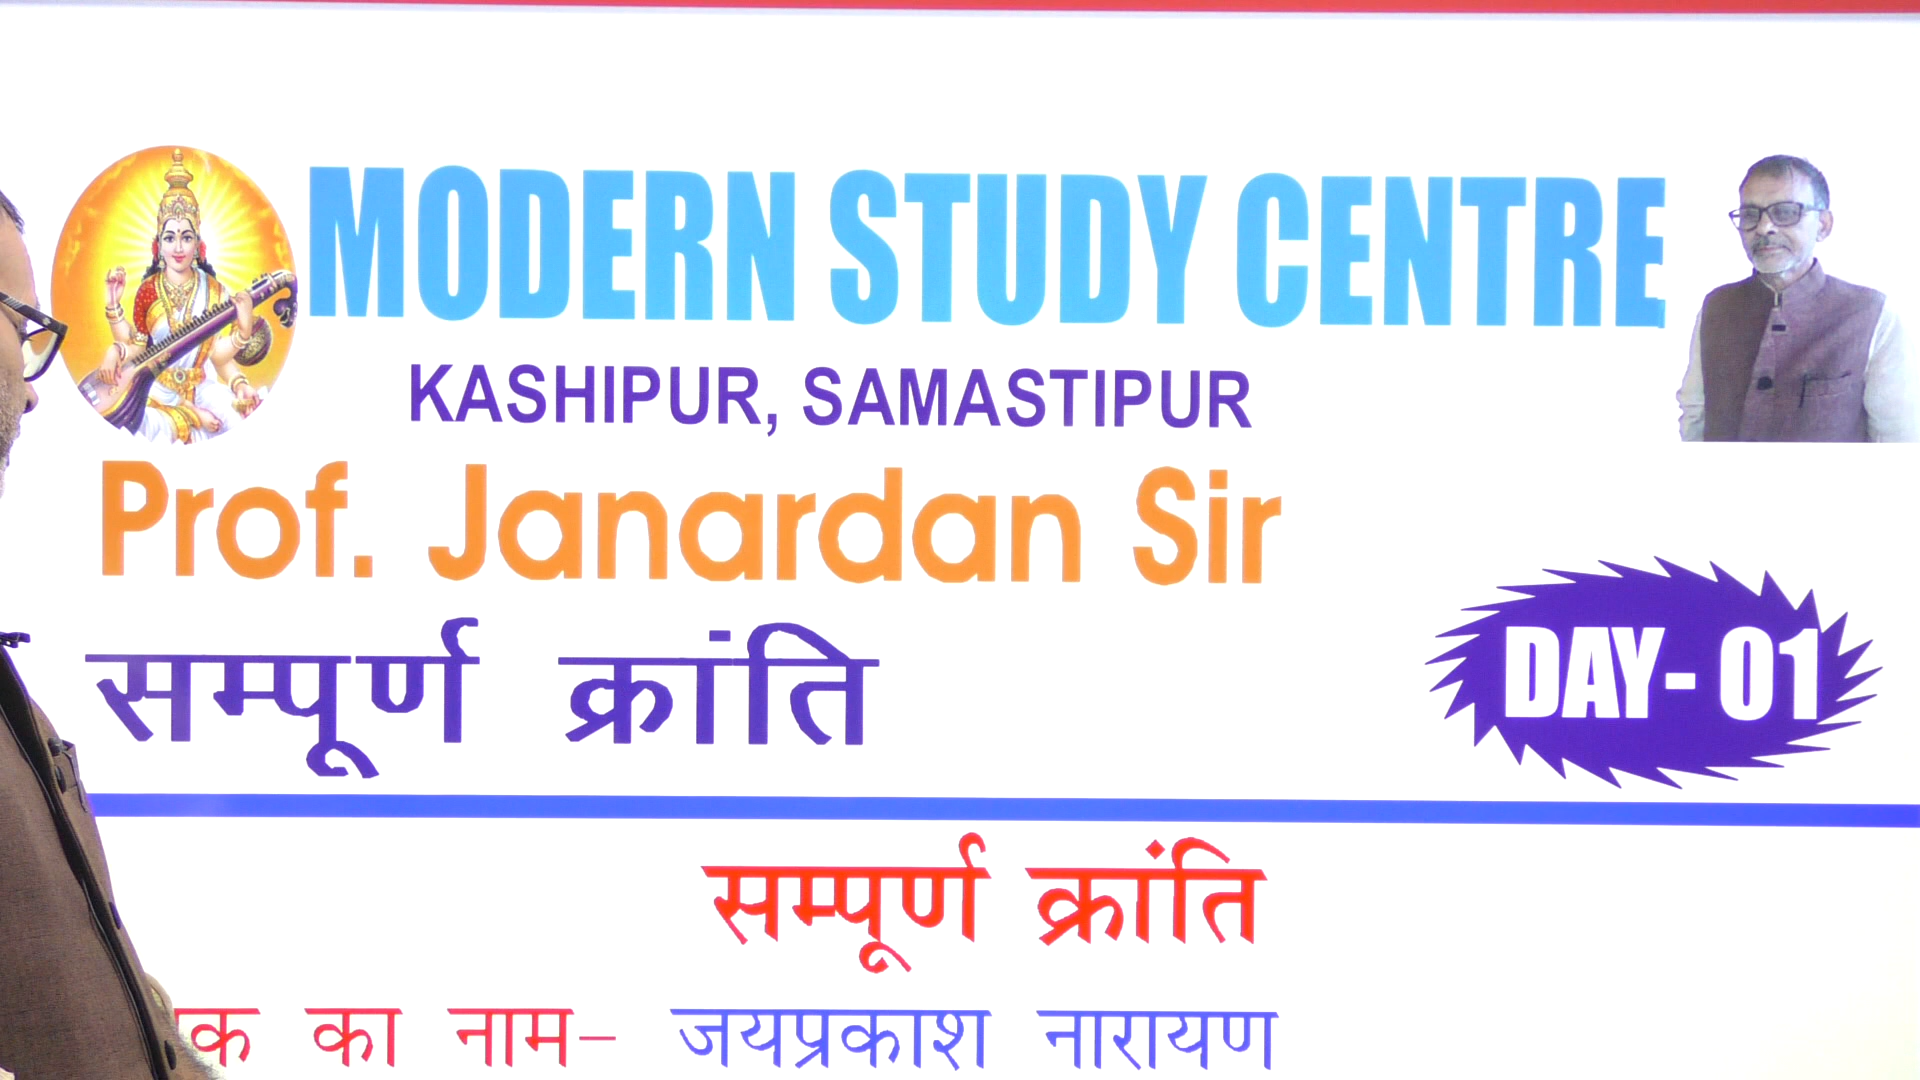 MODERN STUDY CENTRE
KASHIPUR, SAMASTIPUR
Prof. Janardan Sir
सम्पूर्ण क्रांति
DAY- 01
सम्पूर्ण क्रांति
का नाम– जयप्रकाश नारायण